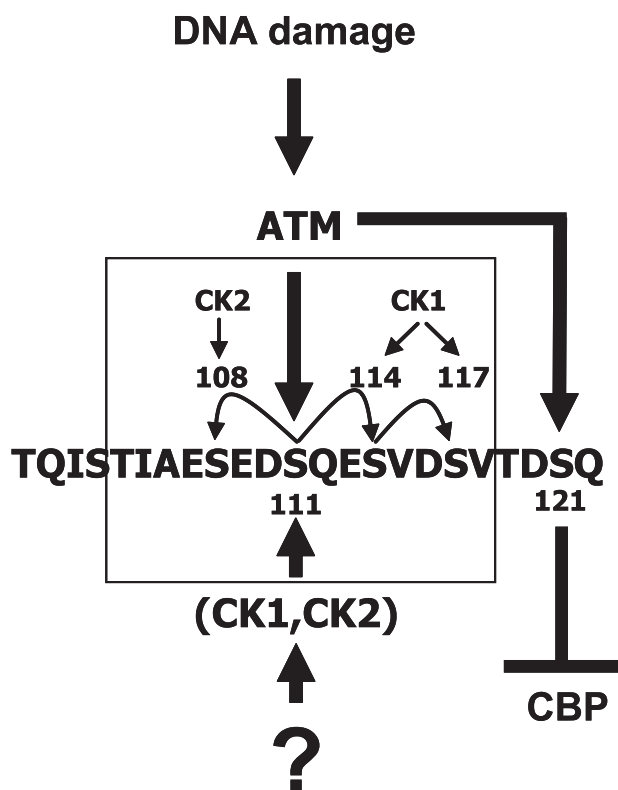 DNA damage
ATM
CK2 CK1
108 114 117
TQISTIAESEDSQESVDSVTDSQ
111 121
(CK1,CK2)
CBP
?